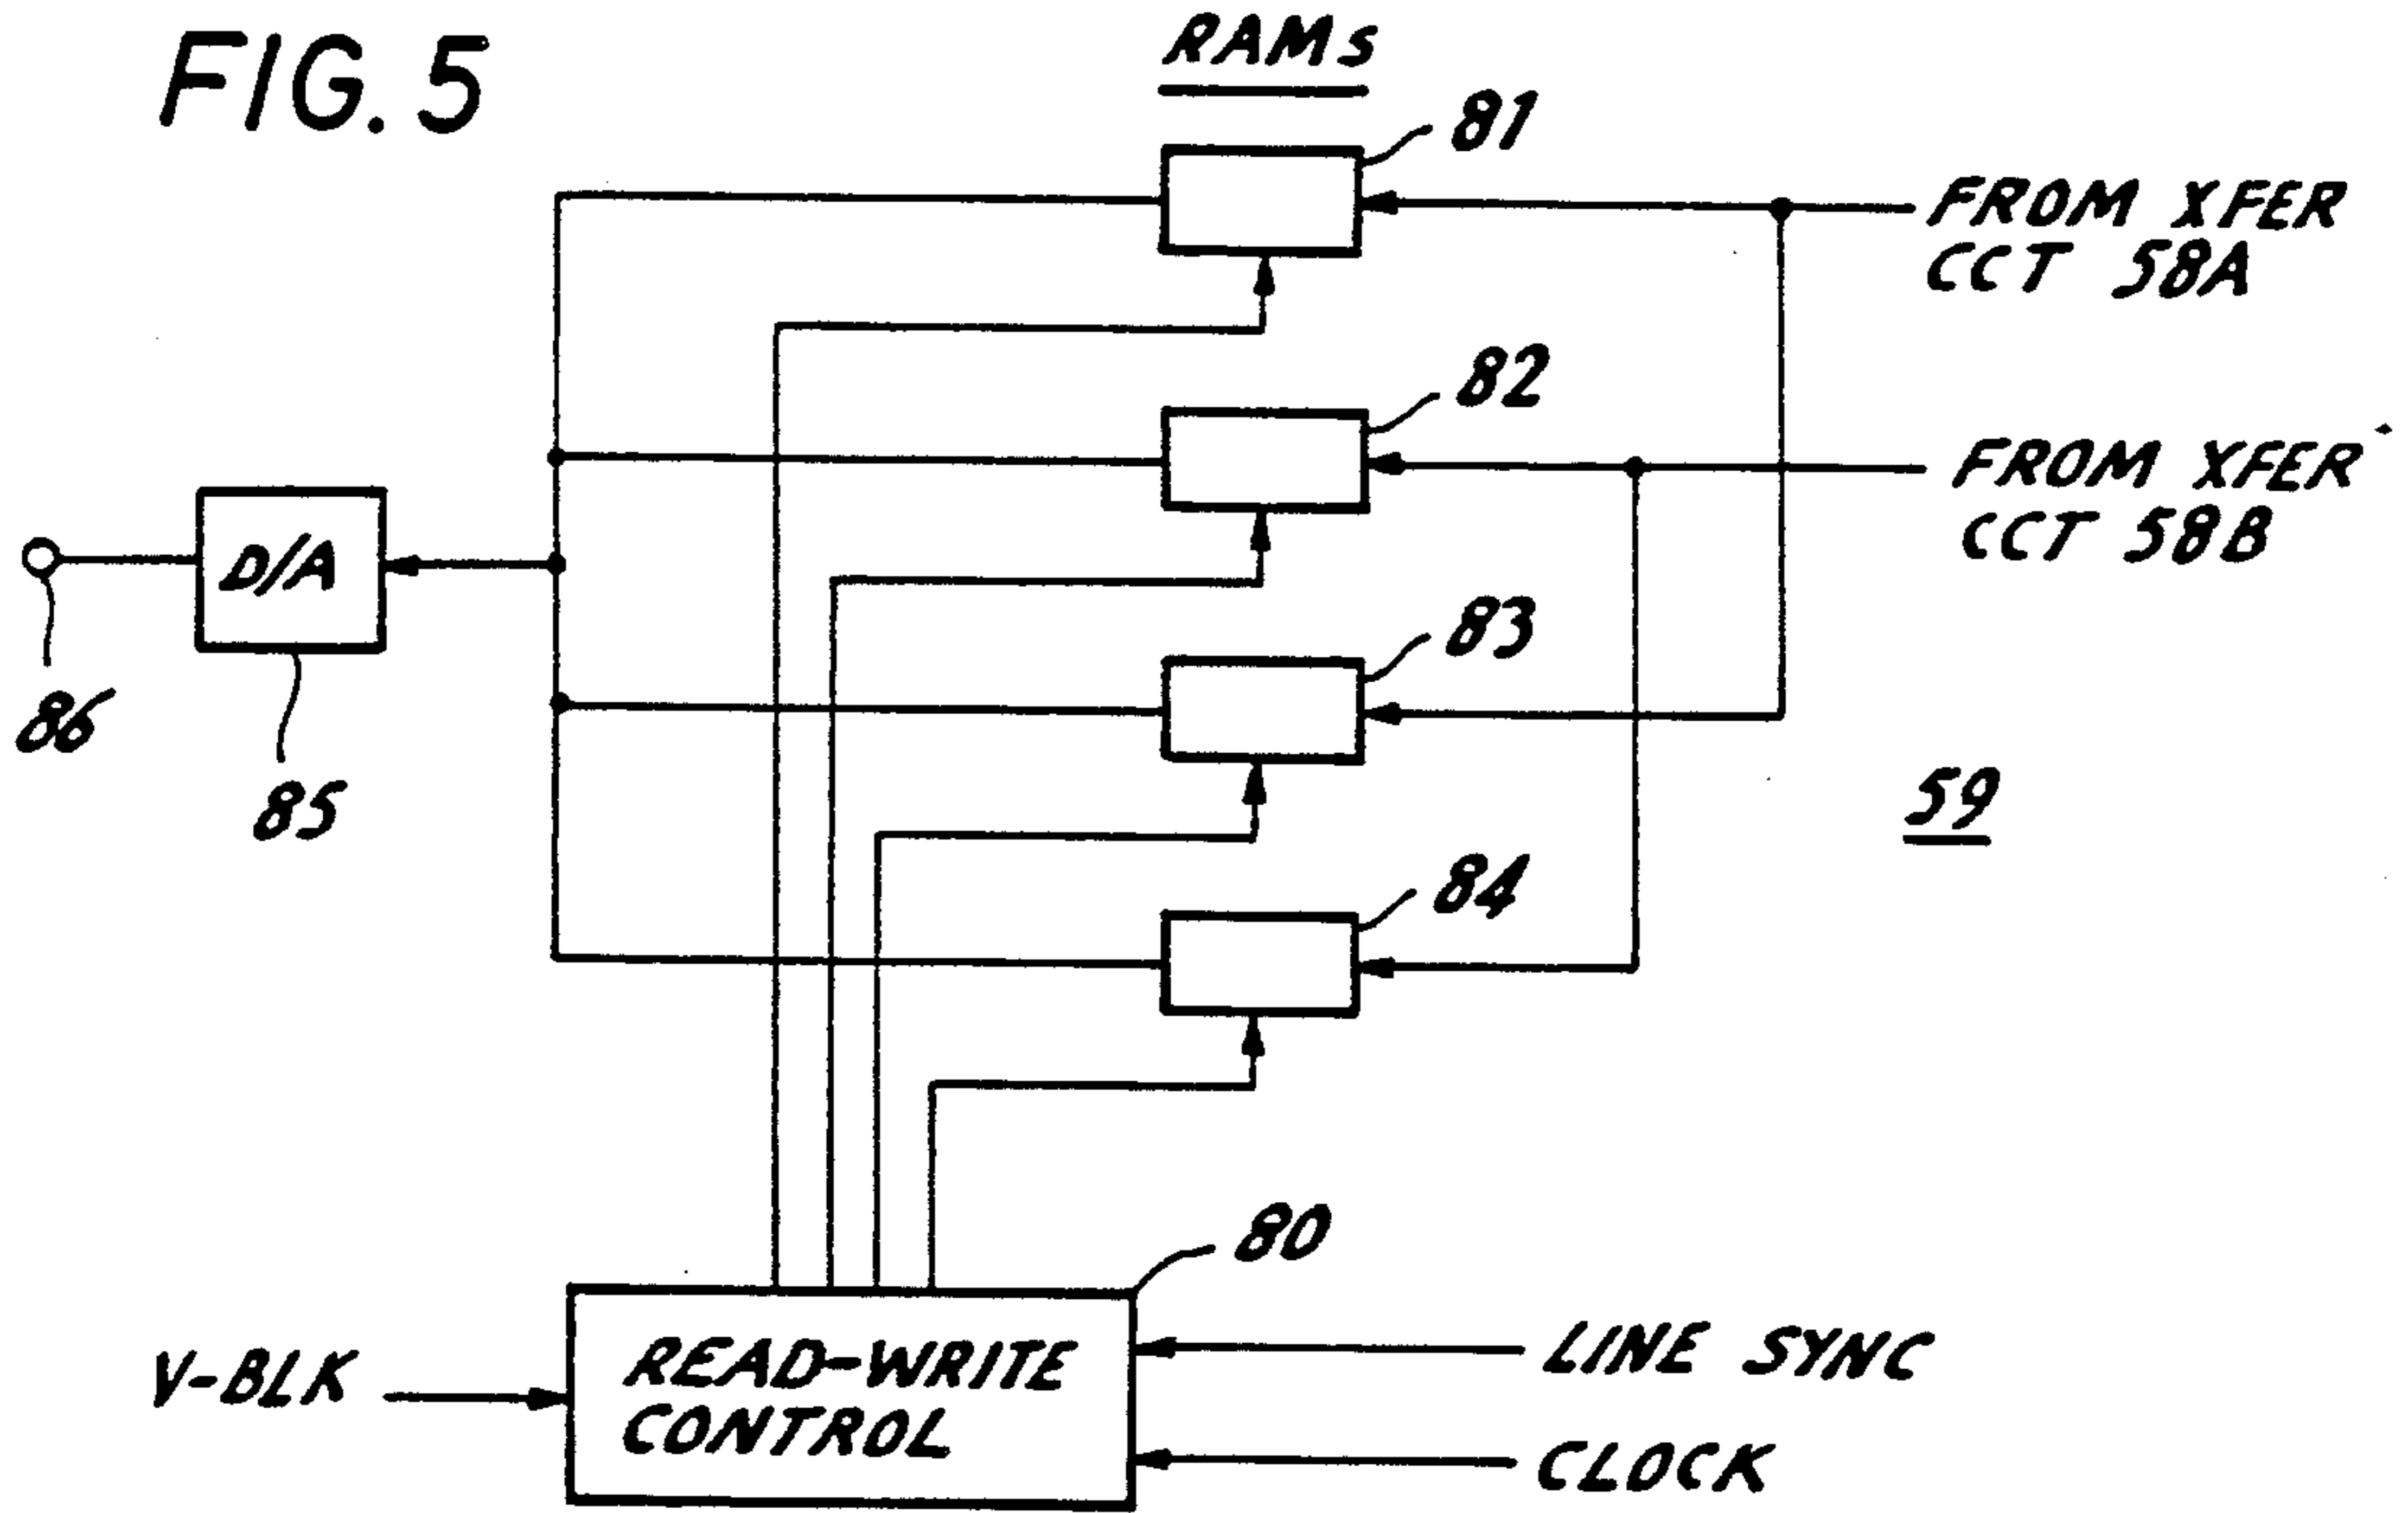 FIG. 5
RAMS
81
FROM XFER
CCT 58A
82
FROM XFER
CCT 58B
D/A
83
86
85
59
84
80
V-BLK
READ-WRITE
CONTROL
LINE SYNC
CLOCK